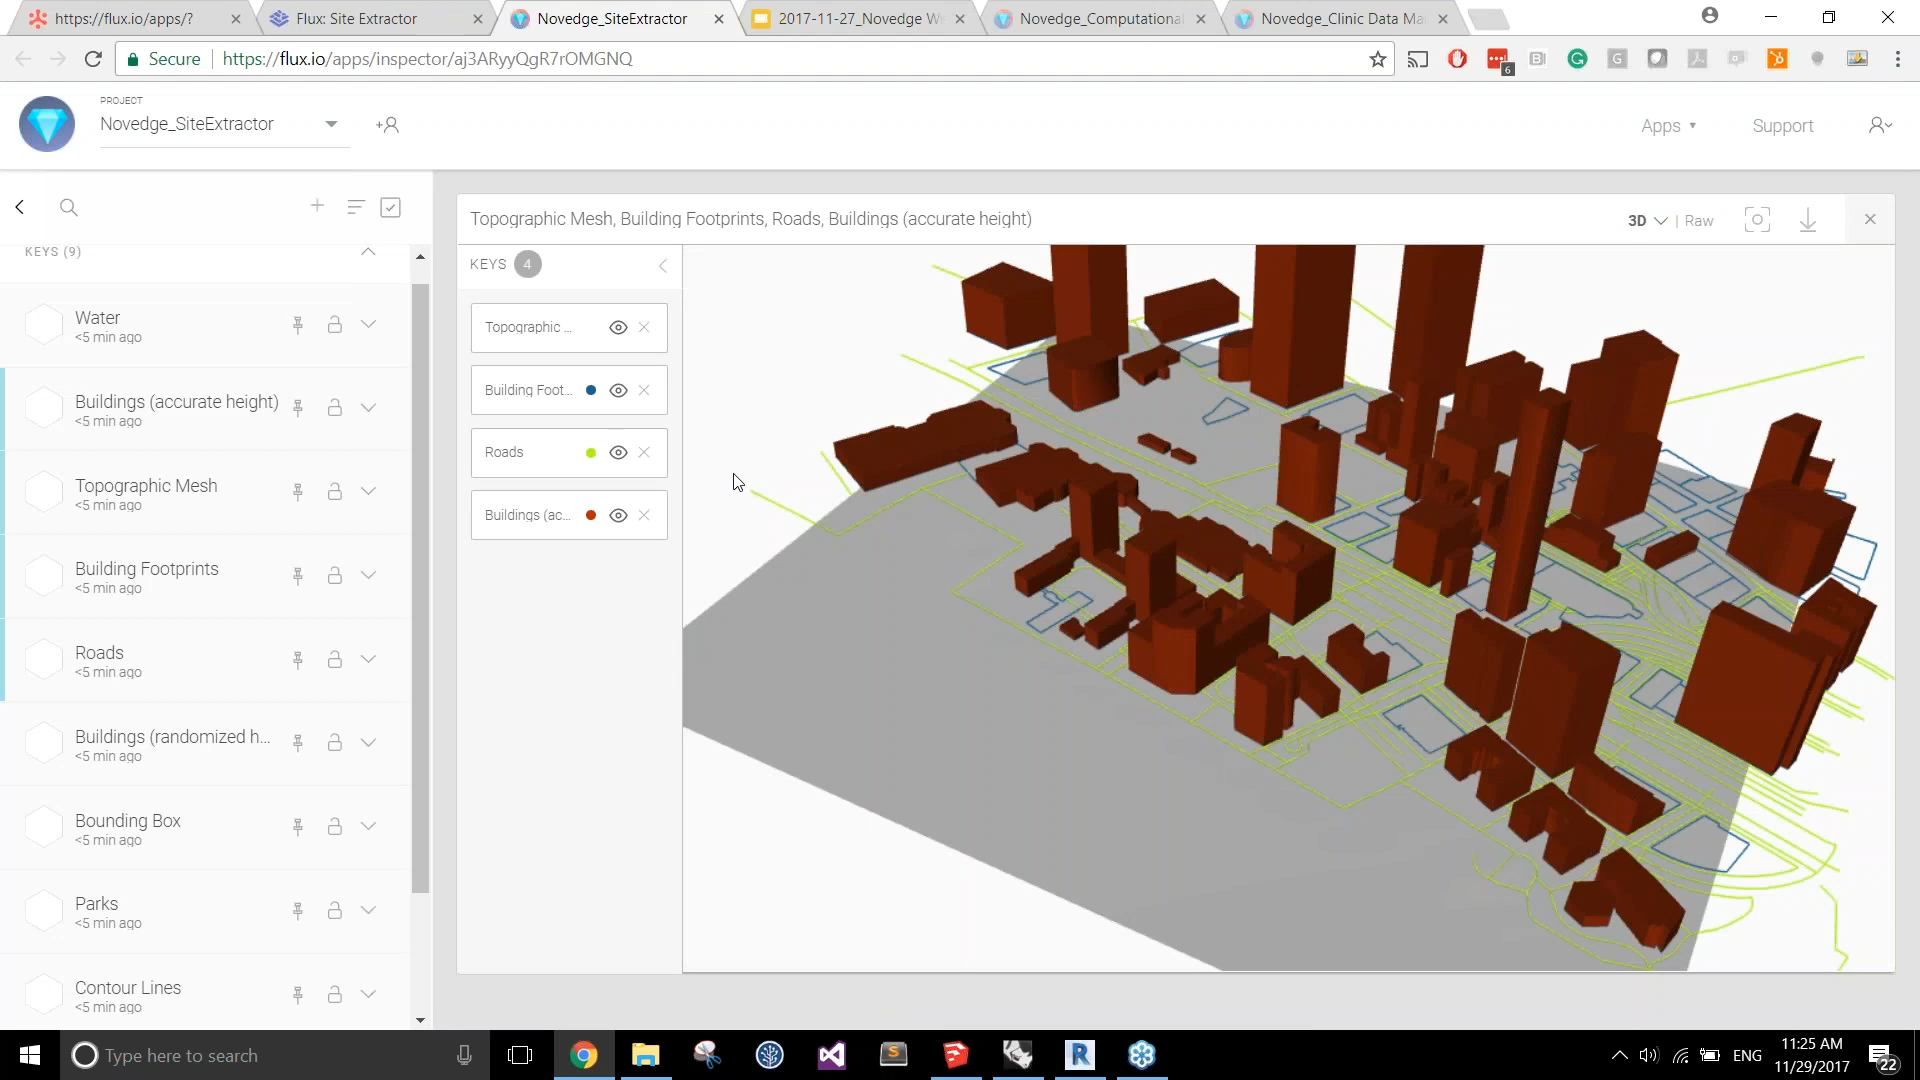 https://flux.io/apps/?
Flux: Site Extractor
Novedge_SiteExtractor
2017-11-27_Novedge W
Novedge_Computational
Novedge_Clinic Data Ma
Secure
https://flux.io/apps/inspector/aj3ARyyQgR7rOMGNQ
6
PROJECT
Novedge_SiteExtractor
Apps
Support
KEYS (9)
Water
<5 min ago
Buildings (accurate height)
<5 min ago
Topographic Mesh
<5 min ago
Building Footprints
<5 min ago
Roads
<5 min ago
Buildings (randomized h...
<5 min ago
Bounding Box
<5 min ago
Parks
<5 min ago
Contour Lines
<5 min ago
Topographic Mesh, Building Footprints, Roads, Buildings (accurate height)
3D | Raw
KEYS 4
Topographic ...
Building Foot...
Roads
Buildings (ac...
Type here to search
ENG
11:25 AM
11/29/2017
22